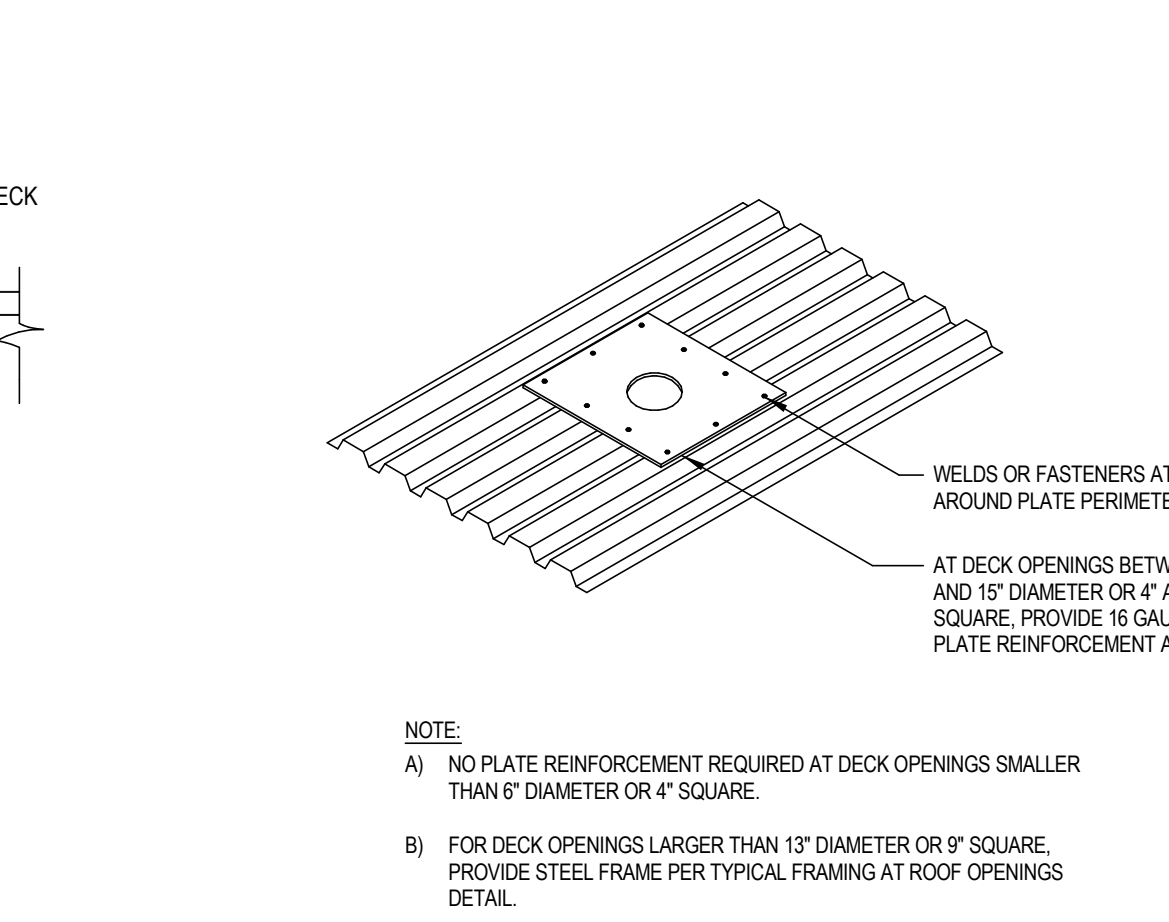 ECK
WELDS OR FASTENERS AT
AROUND PLATE PERIMETE
AT DECK OPENINGS BETW
AND 15" DIAMETER OR 4" A
SQUARE, PROVIDE 16 GAU
PLATE REINFORCEMENT A
NOTE:
A) NO PLATE REINFORCEMENT REQUIRED AT DECK OPENINGS SMALLER
THAN 6" DIAMETER OR 4" SQUARE.
B) FOR DECK OPENINGS LARGER THAN 13" DIAMETER OR 9" SQUARE,
PROVIDE STEEL FRAME PER TYPICAL FRAMING AT ROOF OPENINGS
DETAIL.